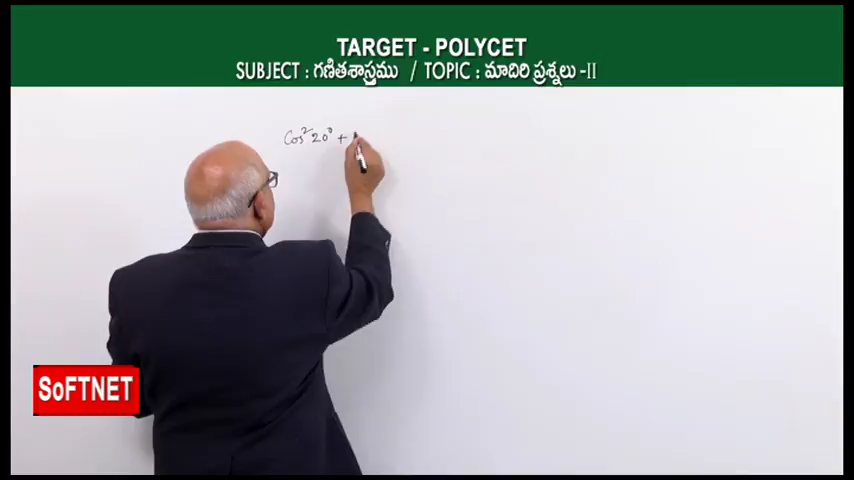 TARGET - POLYCET
SUBJECT : గణితశాస్త్రము / TOPIC : మాదిరి ప్రశ్నలు -II
Cos² 20° +
SoFTNET